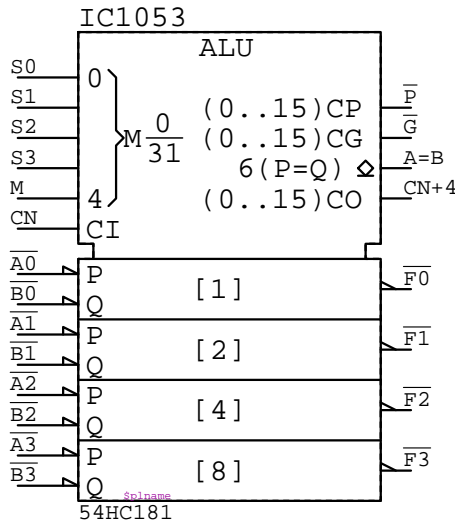 IC1053
ALU
S0
0
S1
P
(0..15)CP
S2
G
(0..15)CG
M 0/31
S3
A=B
6(P=Q)
M
CN+4
4
(0..15)CO
CN
CI
A0
P
[1]
F0
B0
Q
A1
P
[2]
F1
B1
Q
A2
P
[4]
F2
B2
Q
A3
P
[8]
F3
B3
Q
$plname
54HC181